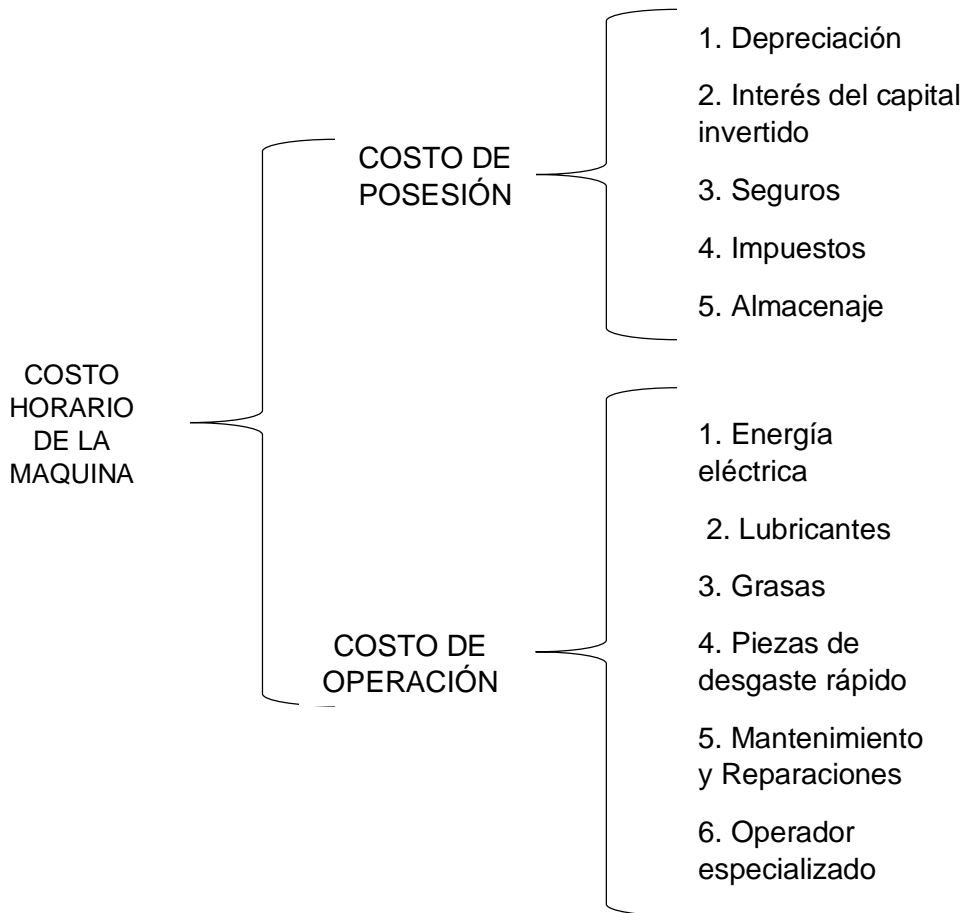 COSTO
HORARIO
DE LA
MAQUINA
COSTO DE
POSESIÓN
1. Depreciación
2. Interés del capital
invertido
3. Seguros
4. Impuestos
5. Almacenaje
COSTO DE
OPERACIÓN
1. Energía
eléctrica
2. Lubricantes
3. Grasas
4. Piezas de
desgaste rápido
5. Mantenimiento
y Reparaciones
6. Operador
especializado